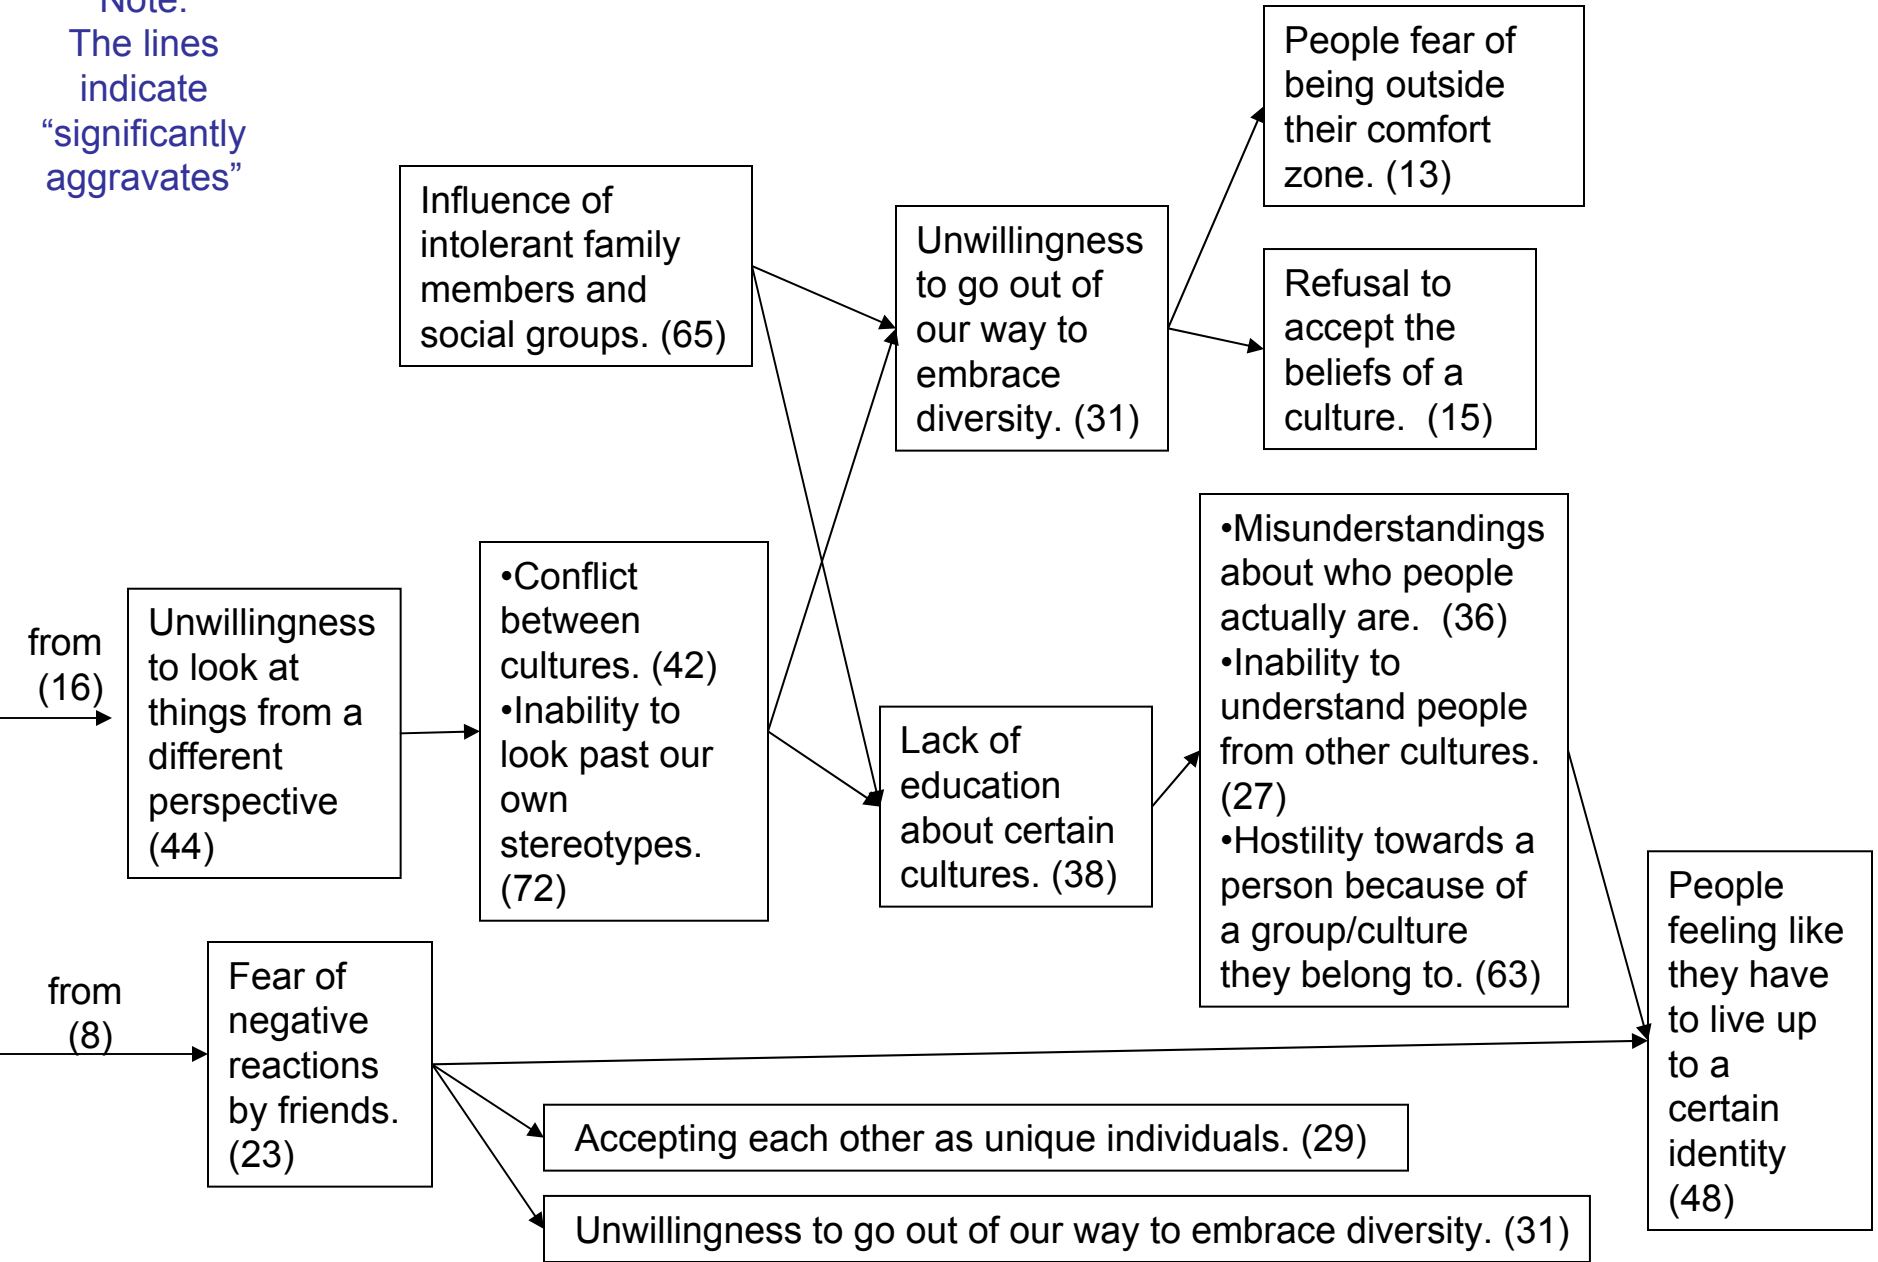 Note:
The lines
indicate
“significantly
aggravates”
People fear of
being outside
their comfort
zone. (13)
Influence of
intolerant family
members and
social groups. (65)
Unwillingness
to go out of
our way to
embrace
diversity. (31)
Refusal to
accept the
beliefs of a
culture.  (15)
from
(16)
Unwillingness
to look at
things from a
different
perspective
(44)
•Conflict
between
cultures. (42)
•Inability to
look past our
own
stereotypes.
(72)
Lack of
education
about certain
cultures. (38)
•Misunderstandings
about who people
actually are.  (36)
•Inability to
understand people
from other cultures.
(27)
•Hostility towards a
person because of
a group/culture
they belong to. (63)
People
feeling like
they have
to live up
to a
certain
identity
(48)
from
(8)
Fear of
negative
reactions
by friends.
(23)
Accepting each other as unique individuals. (29)
Unwillingness to go out of our way to embrace diversity. (31)